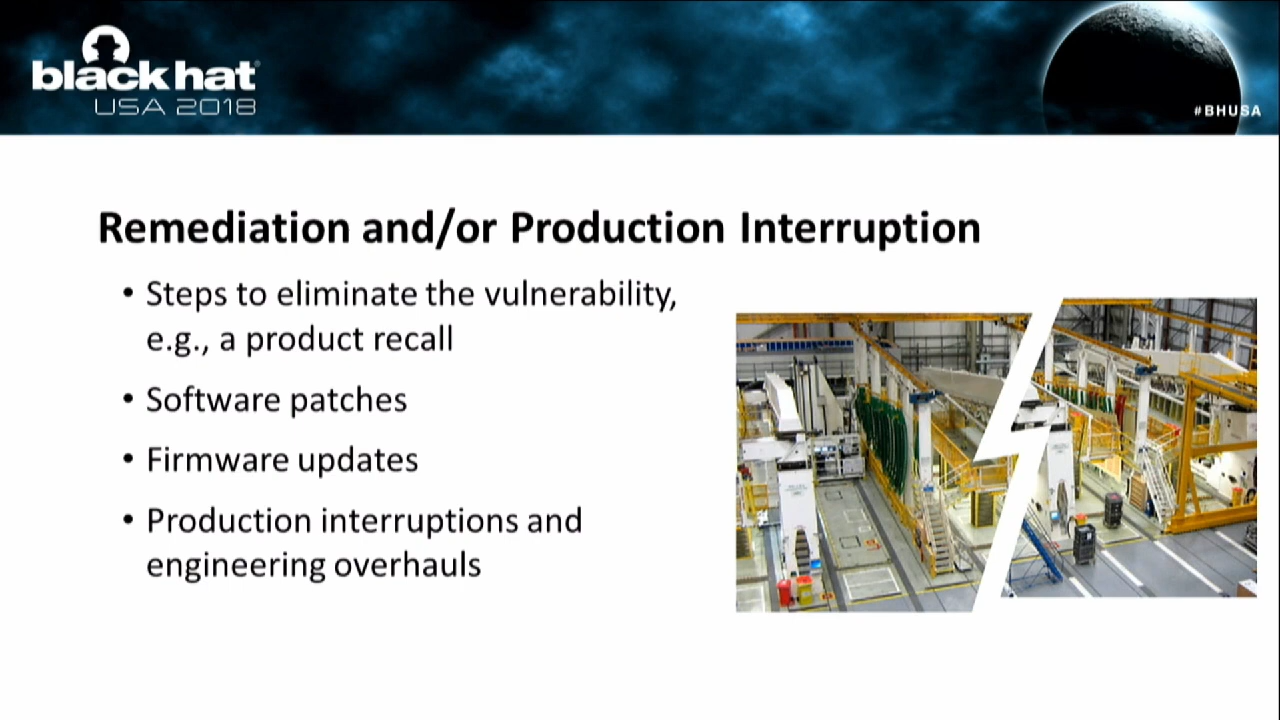 black hat
USA 2018
#BHUSA
Remediation and/or Production Interruption
• Steps to eliminate the vulnerability,
e.g., a product recall
• Software patches
• Firmware updates
• Production interruptions and
engineering overhauls